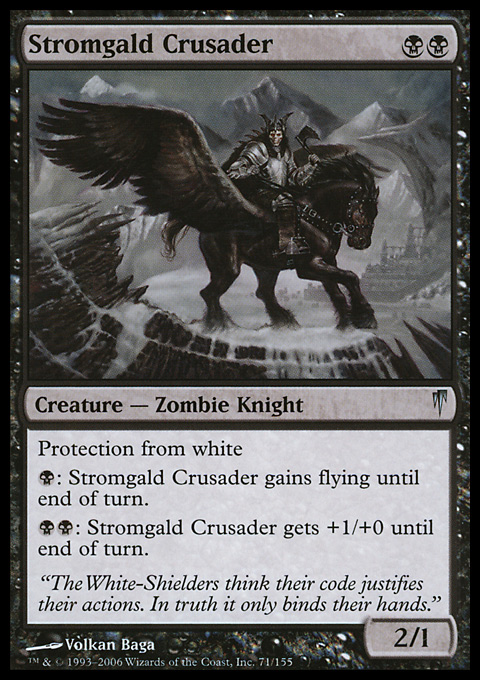 Stromgald Crusader
Creature — Zombie Knight
Protection from white
: Stromgald Crusader gains flying until
end of turn.
: Stromgald Crusader gets +1/+0 until
end of turn.
“The White-Shielders think their code justifies
their actions. In truth it only binds their hands.”
Volkan Baga
2/1
™ & © 1993–2006 Wizards of the Coast, Inc. 71/155